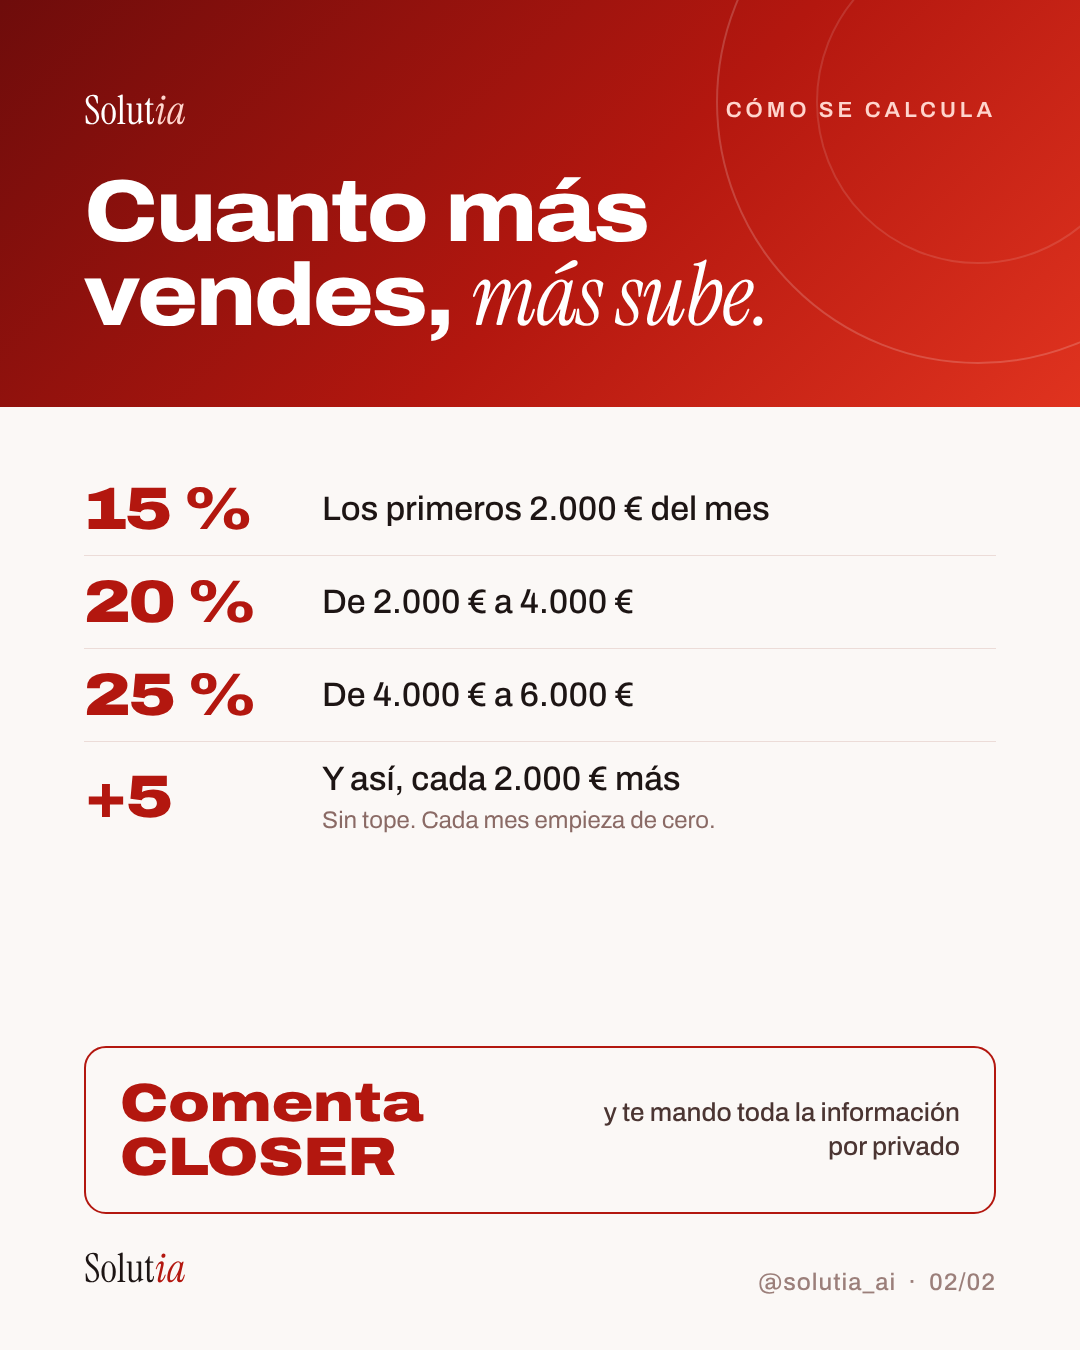 Solutia
CÓMO SE CALCULA
Cuanto más
vendes, más sube.
15 %
Los primeros 2.000 € del mes
20 %
De 2.000 € a 4.000 €
25 %
De 4.000 € a 6.000 €
+5
Y así, cada 2.000 € más
Sin tope. Cada mes empieza de cero.
Comenta
CLOSER
y te mando toda la información
por privado
Solutia
@solutia_ai · 02/02